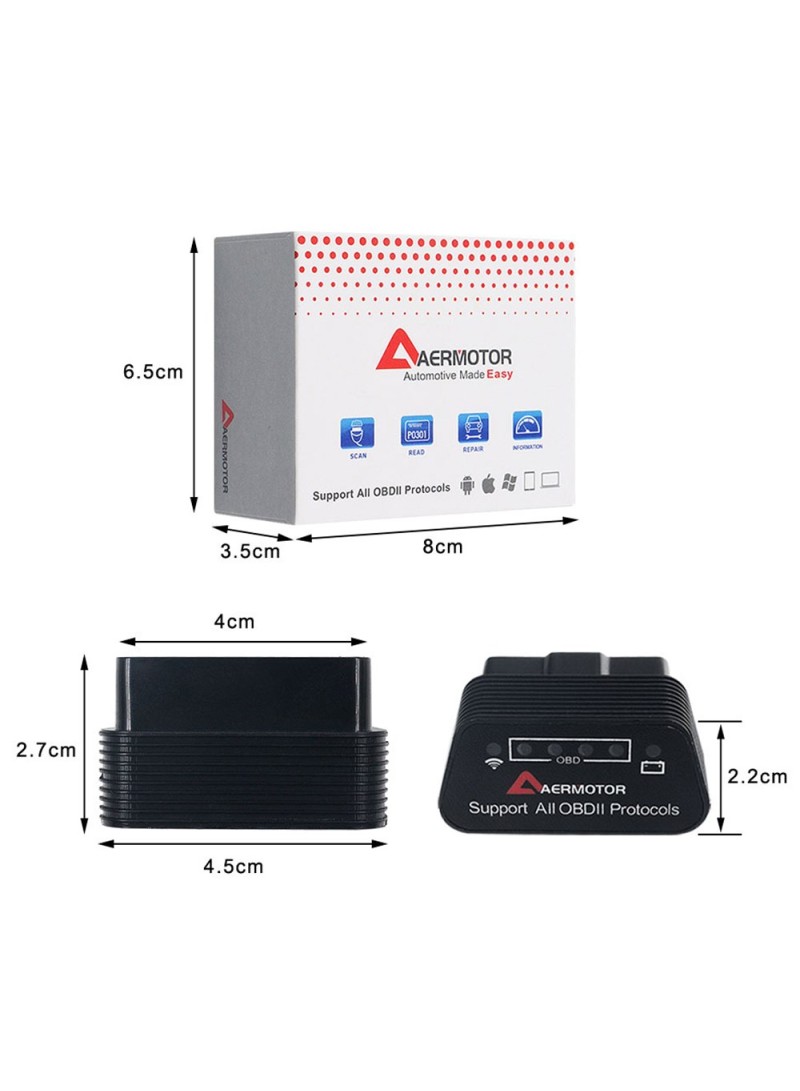 6.5cm
AERMOTOR
Automotive Made Easy
P0301
SCAN
READ
REPAIR
INFORMATION
Support All OBDII Protocols
AERMOTOR
3.5cm
8cm
4cm
2.7cm
4.5cm
OBD
AERMOTOR
Support All OBDII Protocols
2.2cm